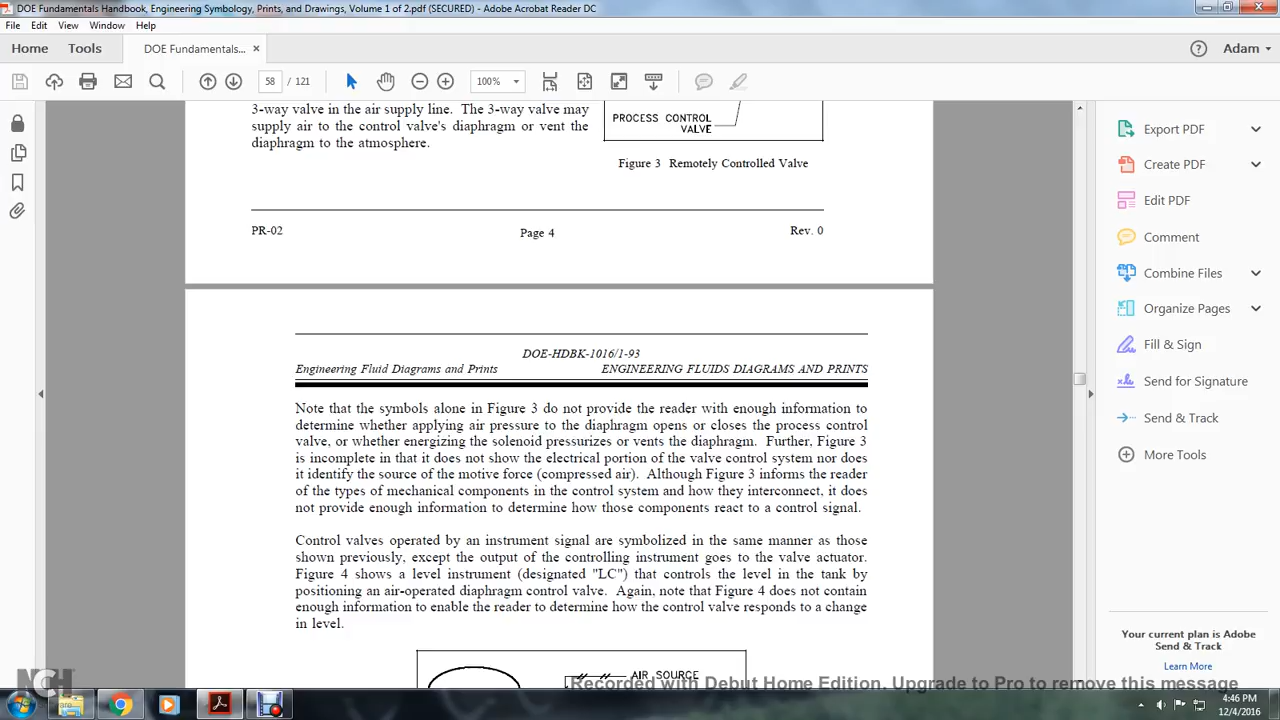 DOE Fundamentals Handbook, Engineering Symbology, Prints, and Drawings, Volume 1 of 2.pdf (SECURED) - Adobe Acrobat Reader DC
File Edit View Window Help
Home Tools DOE Fundamentals... × Adam
58 / 121 100%
3-way valve in the air supply line. The 3-way valve may
supply air to the control valve's diaphragm or vent the
diaphragm to the atmosphere.
PROCESS CONTROL
VALVE
Figure 3 Remotely Controlled Valve
PR-02 Page 4 Rev. 0
DOE-HDBK-1016/1-93
Engineering Fluid Diagrams and Prints ENGINEERING FLUIDS DIAGRAMS AND PRINTS
Note that the symbols alone in Figure 3 do not provide the reader with enough information to
determine whether applying air pressure to the diaphragm opens or closes the process control
valve, or whether energizing the solenoid pressurizes or vents the diaphragm. Further, Figure 3
is incomplete in that it does not show the electrical portion of the valve control system nor does
it identify the source of the motive force (compressed air). Although Figure 3 informs the reader
of the types of mechanical components in the control system and how they interconnect, it does
not provide enough information to determine how those components react to a control signal.
Control valves operated by an instrument signal are symbolized in the same manner as those
shown previously, except the output of the controlling instrument goes to the valve actuator.
Figure 4 shows a level instrument (designated "LC") that controls the level in the tank by
positioning an air-operated diaphragm control valve. Again, note that Figure 4 does not contain
enough information to enable the reader to determine how the control valve responds to a change
in level.
AIR SOURCE
Export PDF
Create PDF
Edit PDF
Comment
Combine Files
Organize Pages
Fill & Sign
Send for Signature
Send & Track
More Tools
Your current plan is Adobe
Send & Track
Learn More
NCH
Recorded with Debut Home Edition. Upgrade to Pro to remove this message
4:46 PM
12/4/2016